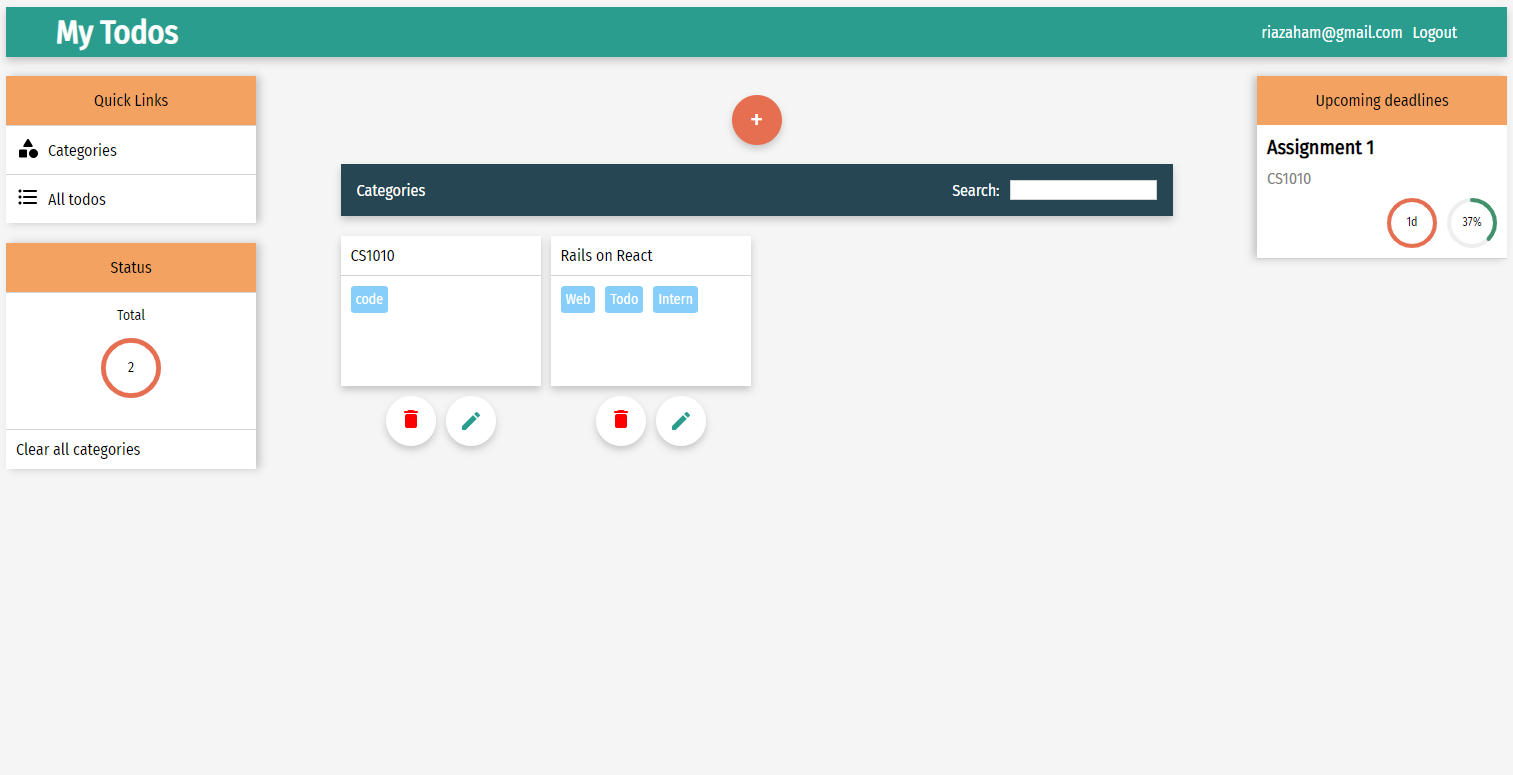 My Todos
riazaham@gmail.com Logout
Quick Links
Categories
All todos
Status
Total
2
Clear all categories
+
Categories
Search:
CS1010
code
Rails on React
Web Todo Intern
Upcoming deadlines
Assignment 1
CS1010
1d 37%